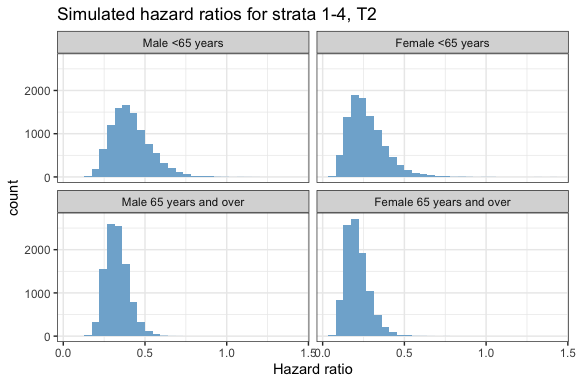 Simulated hazard ratios for strata 1-4, T2
Male <65 years
Female <65 years
2000
1000
0
Male 65 years and over
Female 65 years and over
2000
1000
0
count
0.0
0.5
1.0
1.5
0.0
0.5
1.0
1.5
Hazard ratio